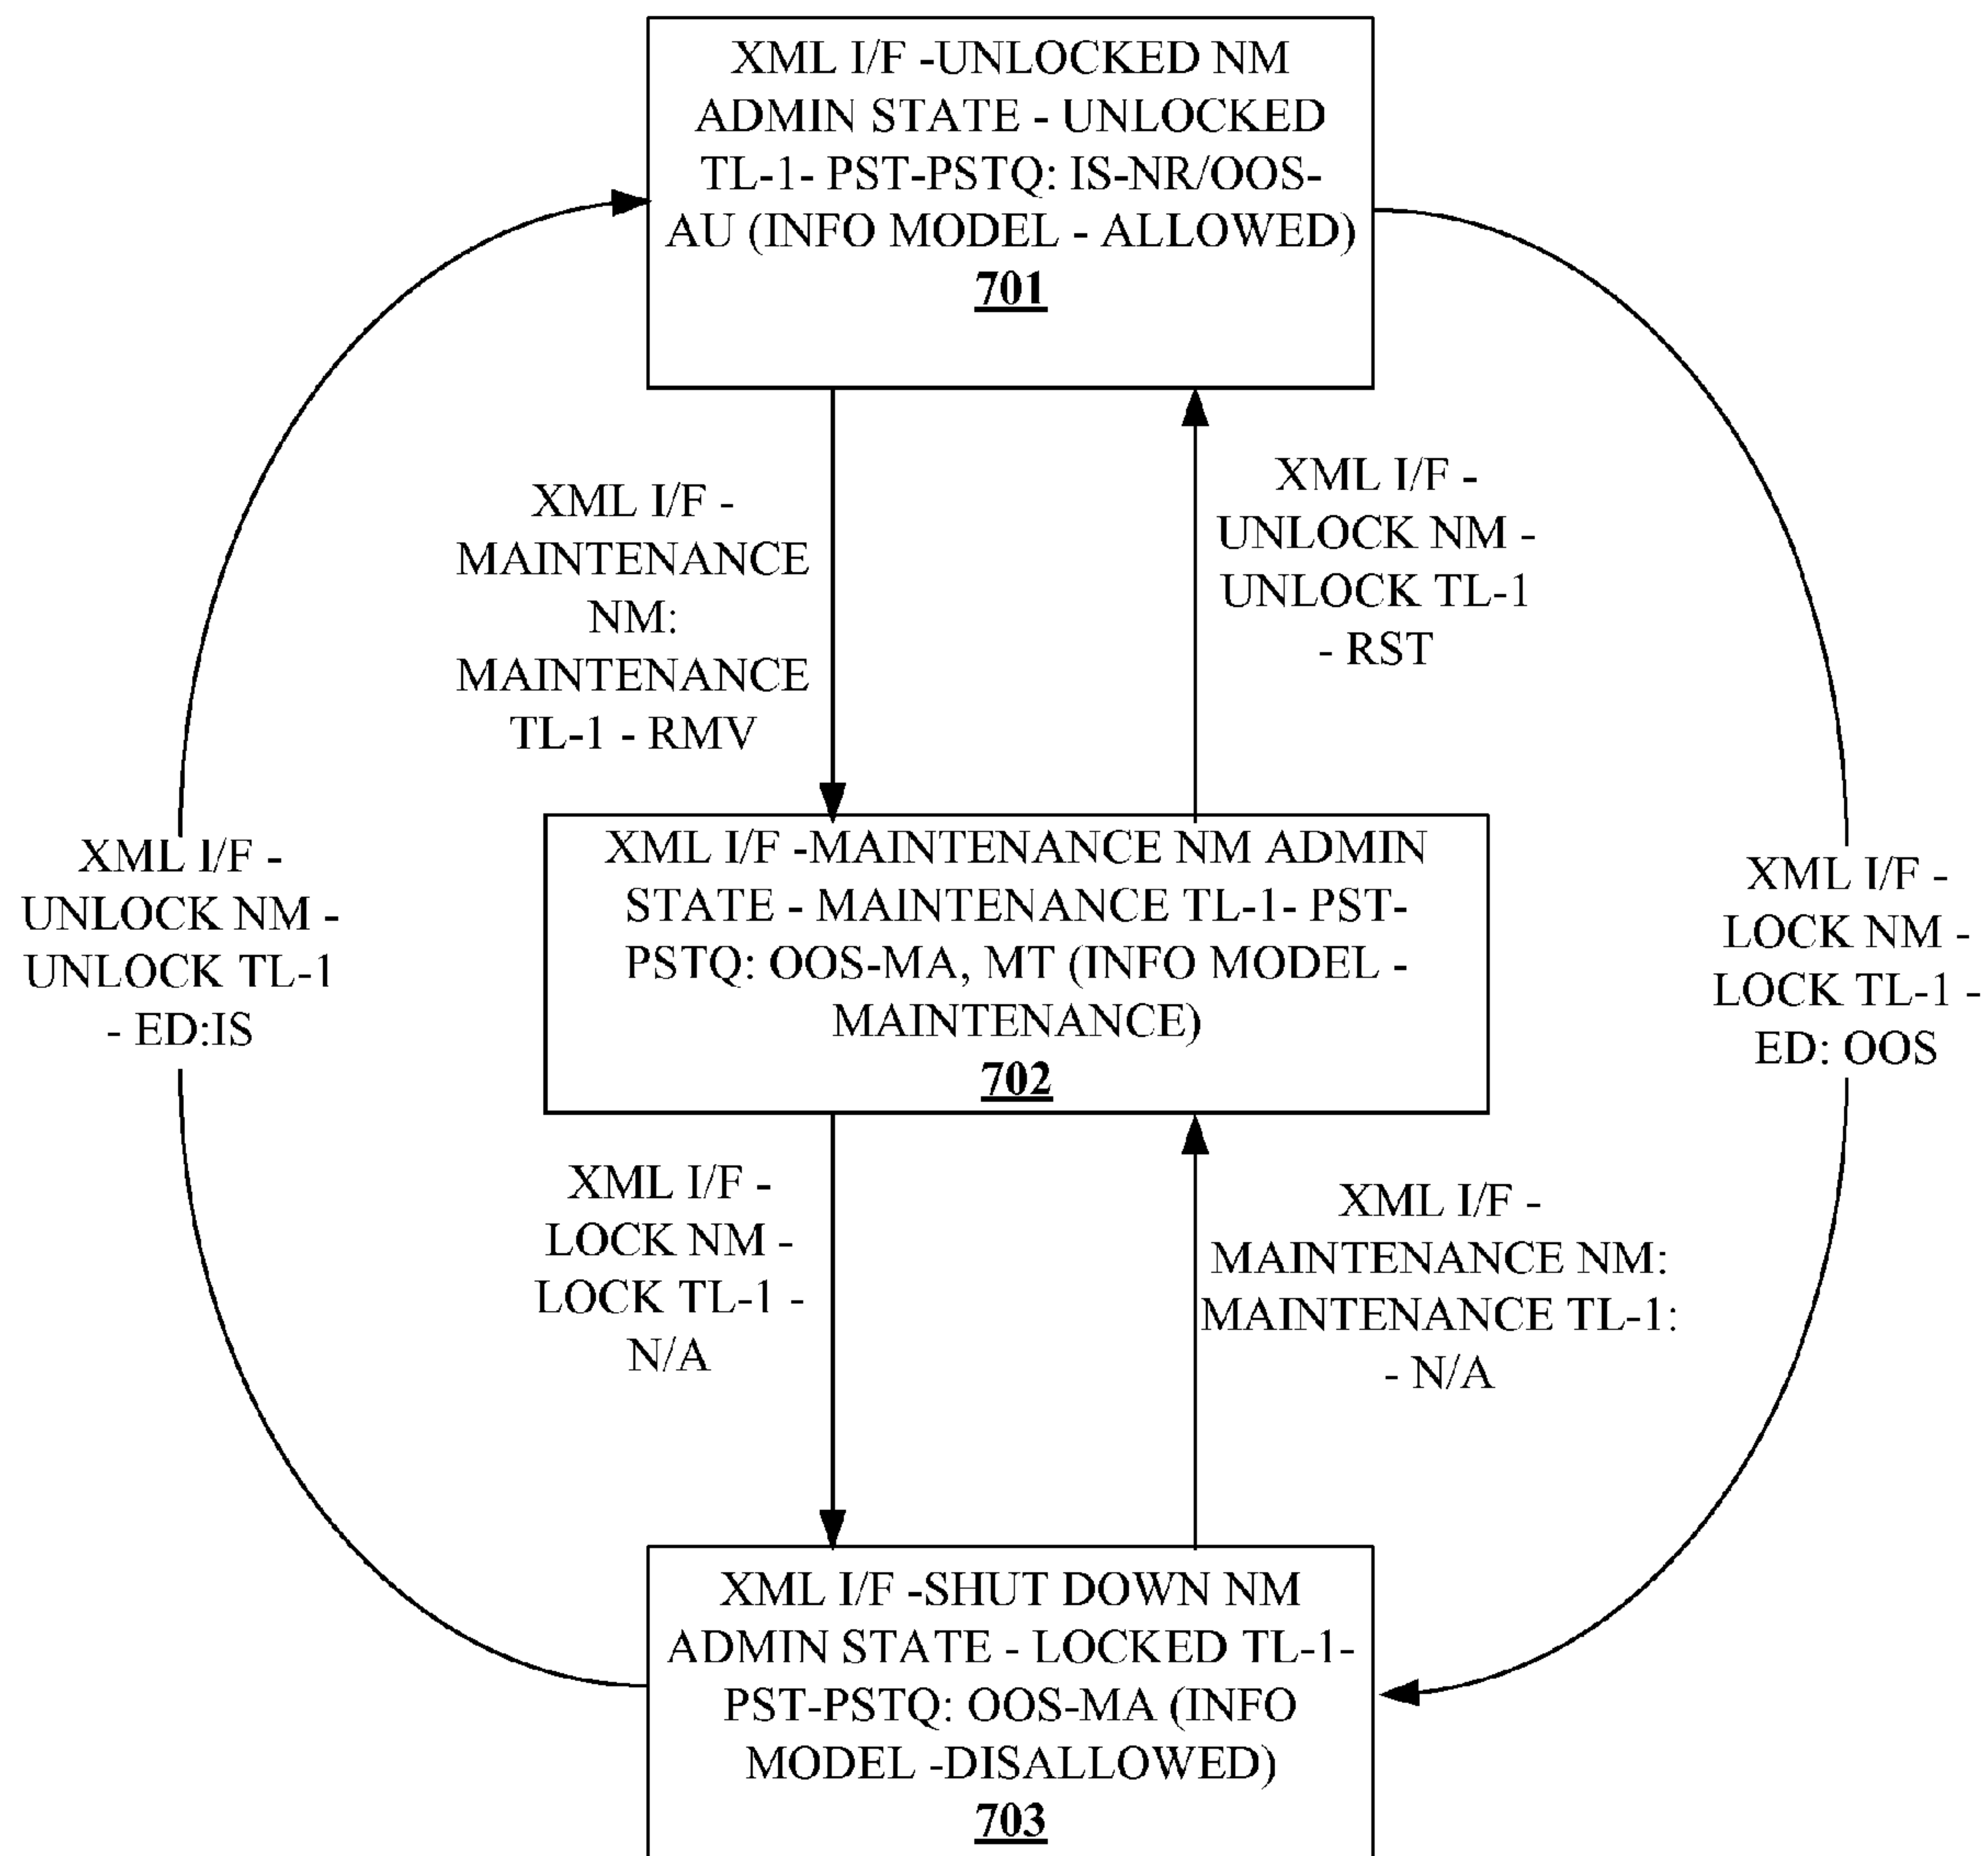 XML I/F -UNLOCKED NM
ADMIN STATE - UNLOCKED
TL-1- PST-PSTQ: IS-NR/OOS-
AU (INFO MODEL - ALLOWED)
701
XML I/F -
MAINTENANCE
NM:
MAINTENANCE
TL-1 - RMV
XML I/F -
UNLOCK NM -
UNLOCK TL-1
- RST
XML I/F -
UNLOCK NM -
UNLOCK TL-1
- ED:IS
XML I/F -MAINTENANCE NM ADMIN
STATE - MAINTENANCE TL-1- PST-
PSTQ: OOS-MA, MT (INFO MODEL -
MAINTENANCE)
702
XML I/F -
LOCK NM -
LOCK TL-1 -
ED: OOS
XML I/F -
LOCK NM -
LOCK TL-1 -
N/A
XML I/F -
MAINTENANCE NM:
MAINTENANCE TL-1:
- N/A
XML I/F -SHUT DOWN NM
ADMIN STATE - LOCKED TL-1-
PST-PSTQ: OOS-MA (INFO
MODEL -DISALLOWED)
703